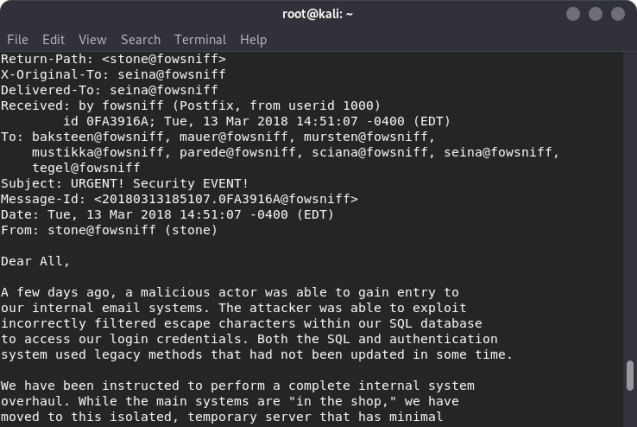 root@kali: ~
File Edit View Search Terminal Help
Return-Path: <stone@fowsniff>
X-Original-To: seina@fowsniff
Delivered-To: seina@fowsniff
Received: by fowsniff (Postfix, from userid 1000)
        id 0FA3916A; Tue, 13 Mar 2018 14:51:07 -0400 (EDT)
To: baksteen@fowsniff, mauer@fowsniff, mursten@fowsniff,
    mustikka@fowsniff, parede@fowsniff, sciana@fowsniff, seina@fowsniff,
    tegel@fowsniff
Subject: URGENT! Security EVENT!
Message-Id: <20180313185107.0FA3916A@fowsniff>
Date: Tue, 13 Mar 2018 14:51:07 -0400 (EDT)
From: stone@fowsniff (stone)

Dear All,

A few days ago, a malicious actor was able to gain entry to
our internal email systems. The attacker was able to exploit
incorrectly filtered escape characters within our SQL database
to access our login credentials. Both the SQL and authentication
system used legacy methods that had not been updated in some time.

We have been instructed to perform a complete internal system
overhaul. While the main systems are "in the shop," we have
moved to this isolated, temporary server that has minimal